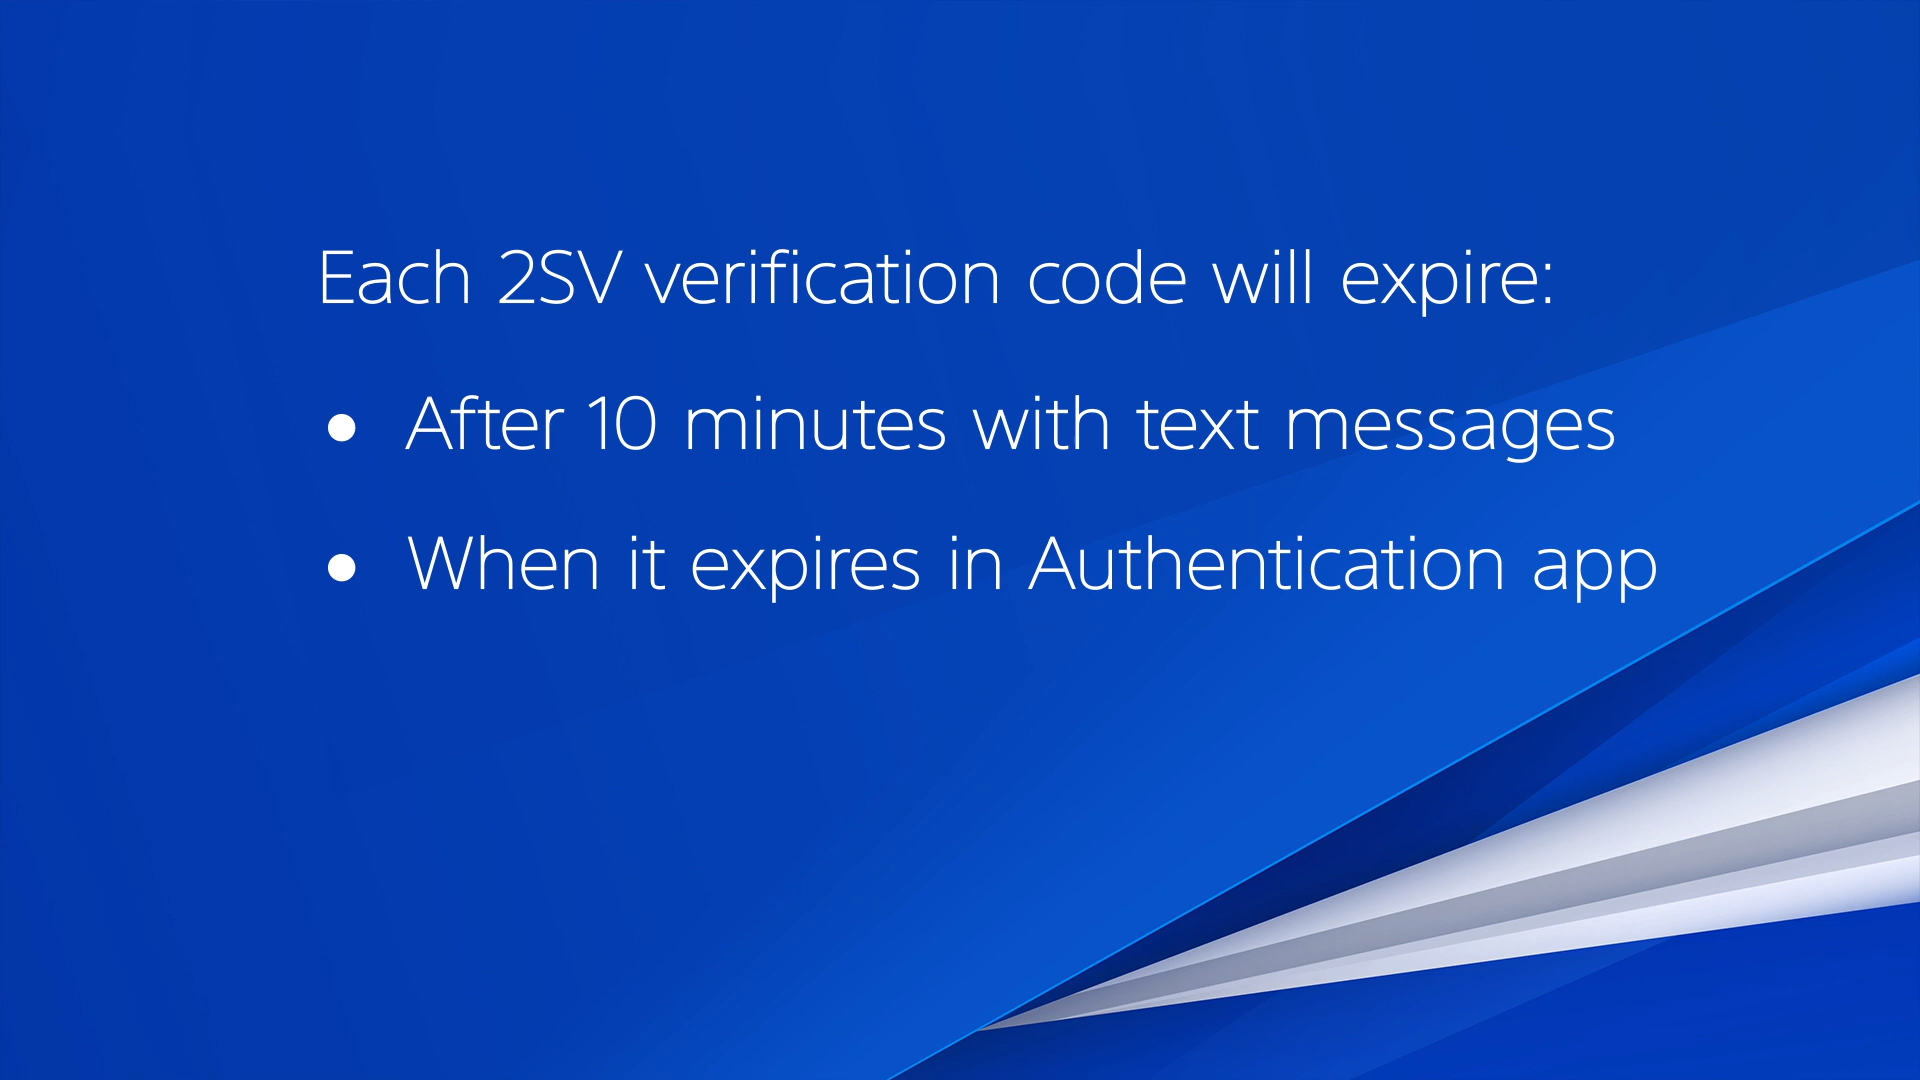 Each 2SV verification code will expire:
● After 10 minutes with text messages
● When it expires in Authentication app